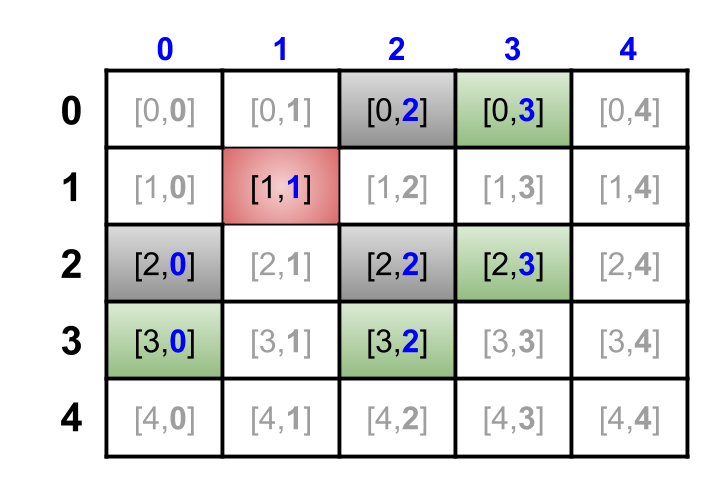 0 1 2 3 4
0 [0,0] [0,1] [0,2] [0,3] [0,4]
1 [1,0] [1,1] [1,2] [1,3] [1,4]
2 [2,0] [2,1] [2,2] [2,3] [2,4]
3 [3,0] [3,1] [3,2] [3,3] [3,4]
4 [4,0] [4,1] [4,2] [4,3] [4,4]